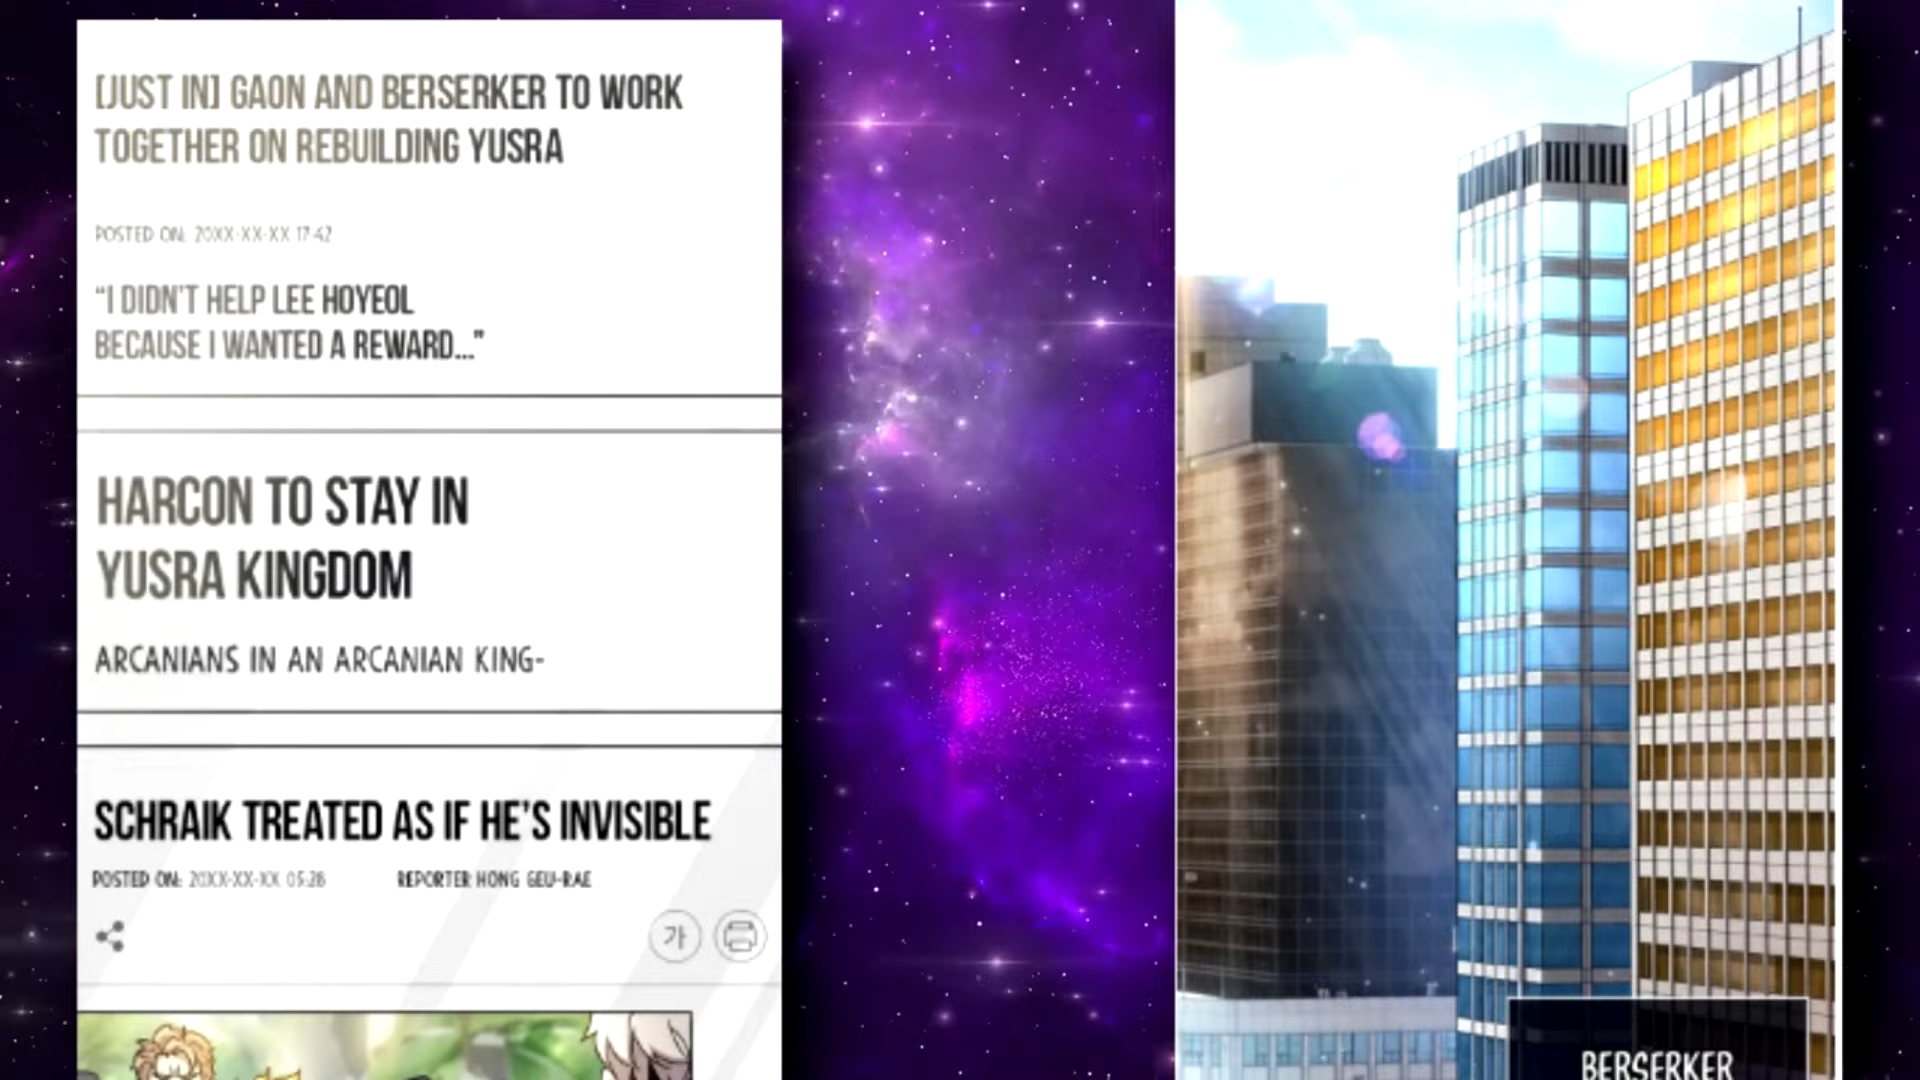 [JUST IN] GAON AND BERSERKER TO WORK
TOGETHER ON REBUILDING YUSRA
POSTED ON: 20XX-XX-XX 17:42
“I DIDN'T HELP LEE HOYEOL
BECAUSE I WANTED A REWARD...”
HARCON TO STAY IN
YUSRA KINGDOM
ARCANIANS IN AN ARCANIAN KING-
SCHRAIK TREATED AS IF HE'S INVISIBLE
POSTED ON: 20XX-XX-XX 05:28 REPORTER HONG GEU-RAE
가
BERSERKER